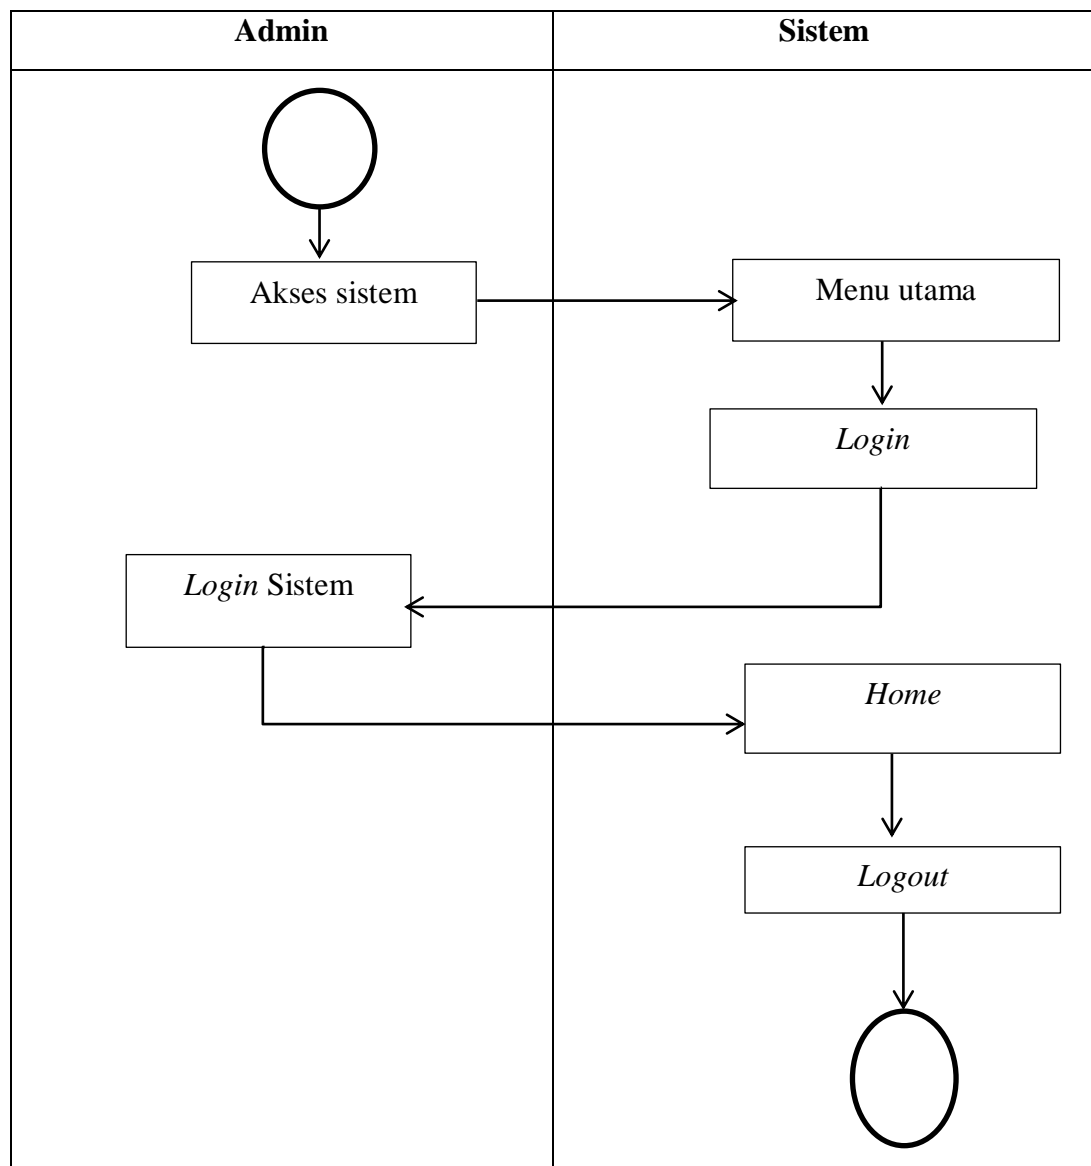 Admin
Sistem
Akses sistem
Menu utama
Login
Login Sistem
Home
Logout